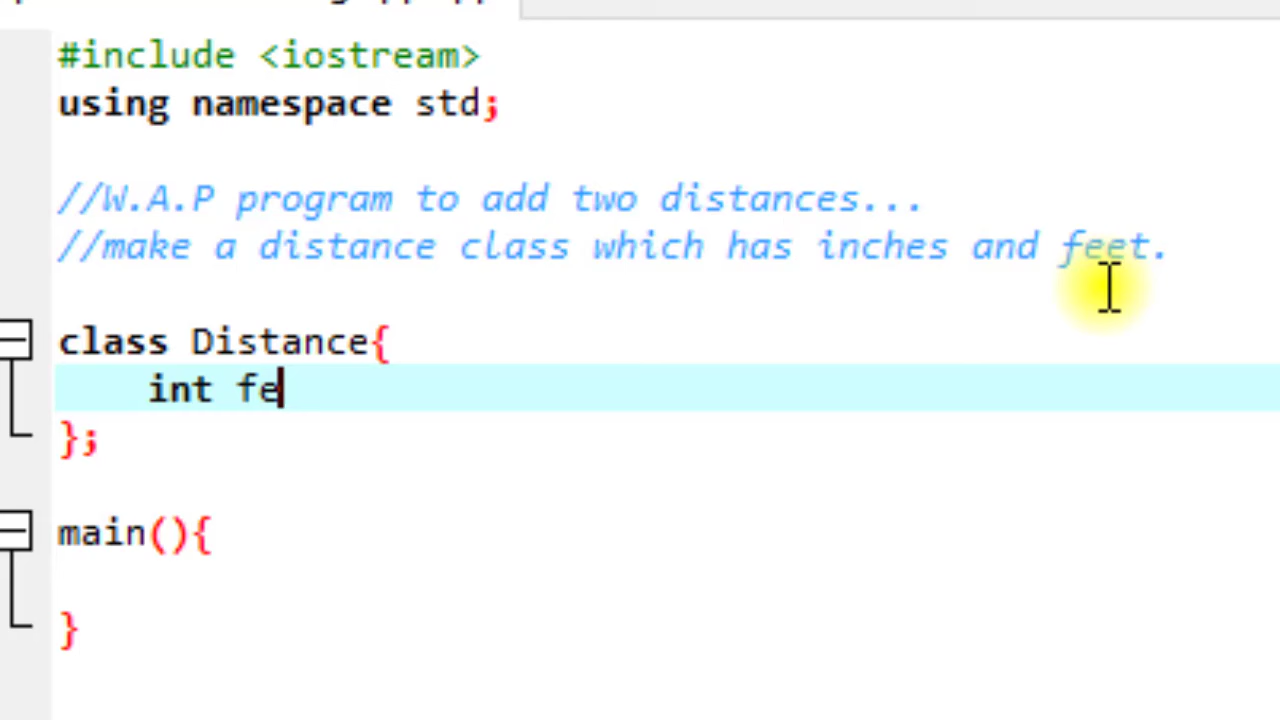 #include <iostream>
using namespace std;
//W.A.P program to add two distances...
//make a distance class which has inches and feet.
class Distance{
int fe
};
main(){
}